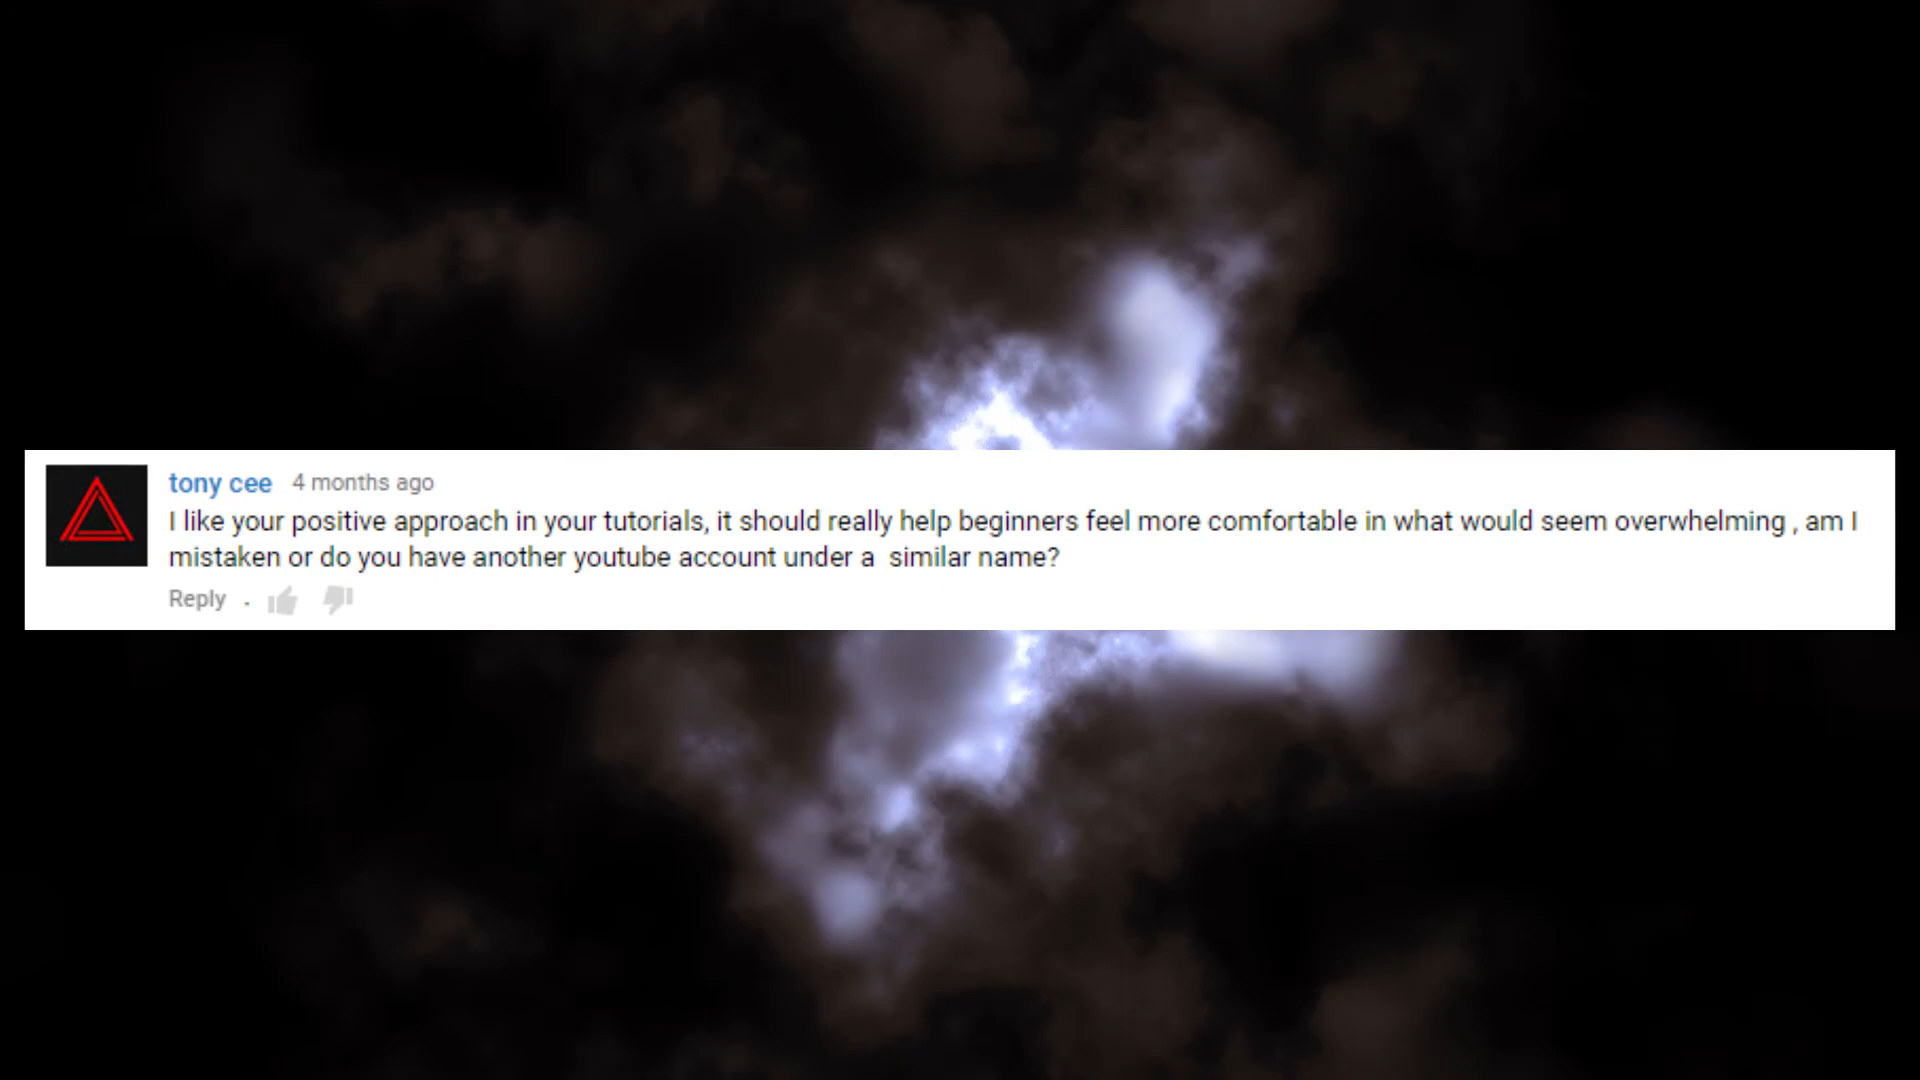 tony cee 4 months ago
I like your positive approach in your tutorials, it should really help beginners feel more comfortable in what would seem overwhelming , am I
mistaken or do you have another youtube account under a  similar name?
Reply .